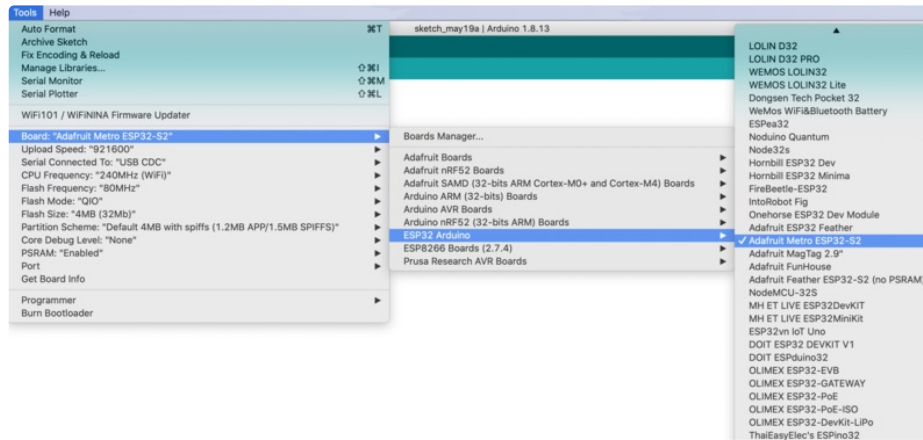 Tools Help
Auto Format ⌘T
Archive Sketch
Fix Encoding & Reload
Manage Libraries... ⇧⌘I
Serial Monitor ⇧⌘M
Serial Plotter ⇧⌘L
WiFi101 / WiFiNINA Firmware Updater
Board: "Adafruit Metro ESP32-S2"
Upload Speed: "921600"
Serial Connected To: "USB CDC"
CPU Frequency: "240MHz (WiFi)"
Flash Frequency: "80MHz"
Flash Mode: "QIO"
Flash Size: "4MB (32Mb)"
Partition Scheme: "Default 4MB with spiffs (1.2MB APP/1.5MB SPIFFS)"
Core Debug Level: "None"
PSRAM: "Enabled"
Port
Get Board Info
Programmer
Burn Bootloader
sketch_may19a | Arduino 1.8.13
Boards Manager...
Adafruit Boards
Adafruit nRF52 Boards
Adafruit SAMD (32-bits ARM Cortex-M0+ and Cortex-M4) Boards
Arduino ARM (32-bits) Boards
Arduino AVR Boards
Arduino nRF52 (32-bits ARM) Boards
ESP32 Arduino
ESP8266 Boards (2.7.4)
Prusa Research AVR Boards
LOLIN D32
LOLIN D32 PRO
WEMOS LOLIN32
WEMOS LOLIN32 Lite
Dongsen Tech Pocket 32
WeMos WiFi&Bluetooth Battery
ESPea32
Noduino Quantum
Node32s
Hornbill ESP32 Dev
Hornbill ESP32 Minima
FireBeetle-ESP32
IntoRobot Fig
Onehorse ESP32 Dev Module
Adafruit ESP32 Feather
✓ Adafruit Metro ESP32-S2
Adafruit MagTag 2.9"
Adafruit FunHouse
Adafruit Feather ESP32-S2 (no PSRAM)
NodeMCU-32S
MH ET LIVE ESP32DevKIT
MH ET LIVE ESP32MiniKit
ESP32vn IoT Uno
DOIT ESP32 DEVKIT V1
DOIT ESPduino32
OLIMEX ESP32-EVB
OLIMEX ESP32-GATEWAY
OLIMEX ESP32-PoE
OLIMEX ESP32-PoE-ISO
OLIMEX ESP32-DevKit-LiPo
ThaiEasyElec's ESPino32